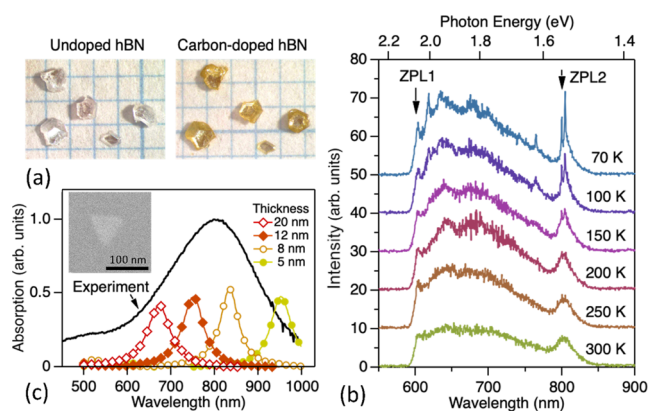 Undoped hBN
Carbon-doped hBN
(a)
Absorption (arb. units)
1.0
0.5
0.0
100 nm
Experiment
Thickness
20 nm
12 nm
8 nm
5 nm
500 600 700 800 900 1000
Wavelength (nm)
(c)
Photon Energy (eV)
2.2 2.0 1.8 1.6 1.4
Intensity (arb. units)
80
70
60
50
40
30
20
10
0
ZPL1
ZPL2
70 K
100 K
150 K
200 K
250 K
300 K
600 700 800 900
Wavelength (nm)
(b)